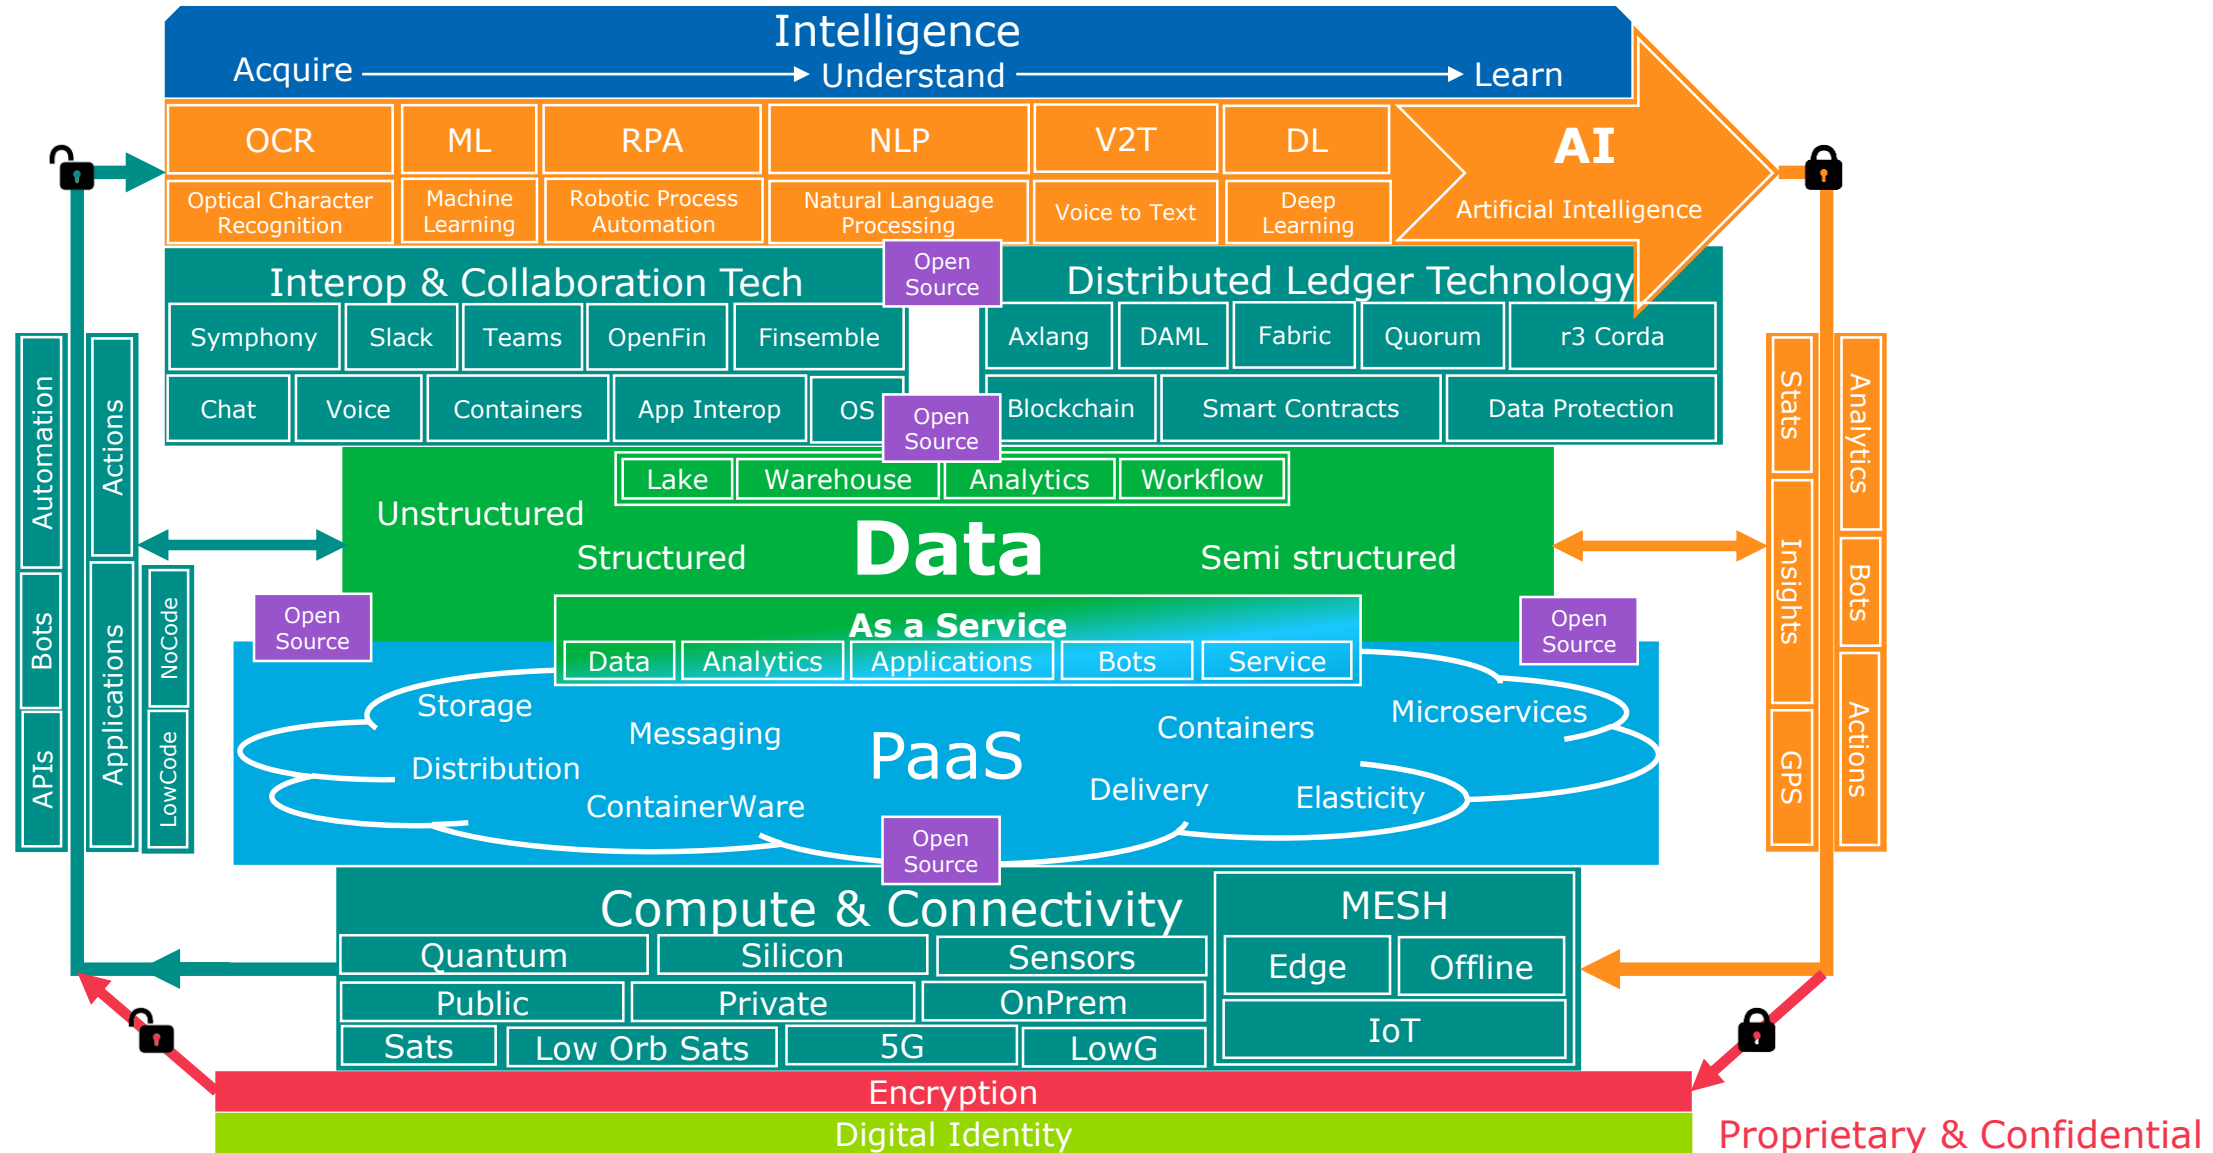 Intelligence
Acquire
Understand
Learn
OCR
ML
RPA
NLP
V2T
DL
AI
Optical Character
Recognition
Machine
Learning
Robotic Process
Automation
Natural Language
Processing
Voice to Text
Deep
Learning
Artificial Intelligence
Interop & Collaboration Tech
Open
Source
Distributed Ledger Technology
Symphony
Slack
Teams
OpenFin
Finsemble
Axlang
DAML
Fabric
Quorum
r3 Corda
Chat
Voice
Containers
App Interop
OS
Open
Source
Blockchain
Smart Contracts
Data Protection
Automation
Bots
APIs
Actions
Applications
NoCode
LowCode
Lake
Warehouse
Analytics
Workflow
Unstructured
Structured
Data
Semi structured
Stats
Insights
GPS
Analytics
Bots
Actions
Open
Source
As a Service
Open
Source
Data
Analytics
Applications
Bots
Service
Storage
Messaging
PaaS
Containers
Microservices
Distribution
ContainerWare
Delivery
Elasticity
Open
Source
Compute & Connectivity
MESH
Quantum
Silicon
Sensors
Edge
Offline
Public
Private
OnPrem
IoT
Sats
Low Orb Sats
5G
LowG
Encryption
Digital Identity
Proprietary & Confidential